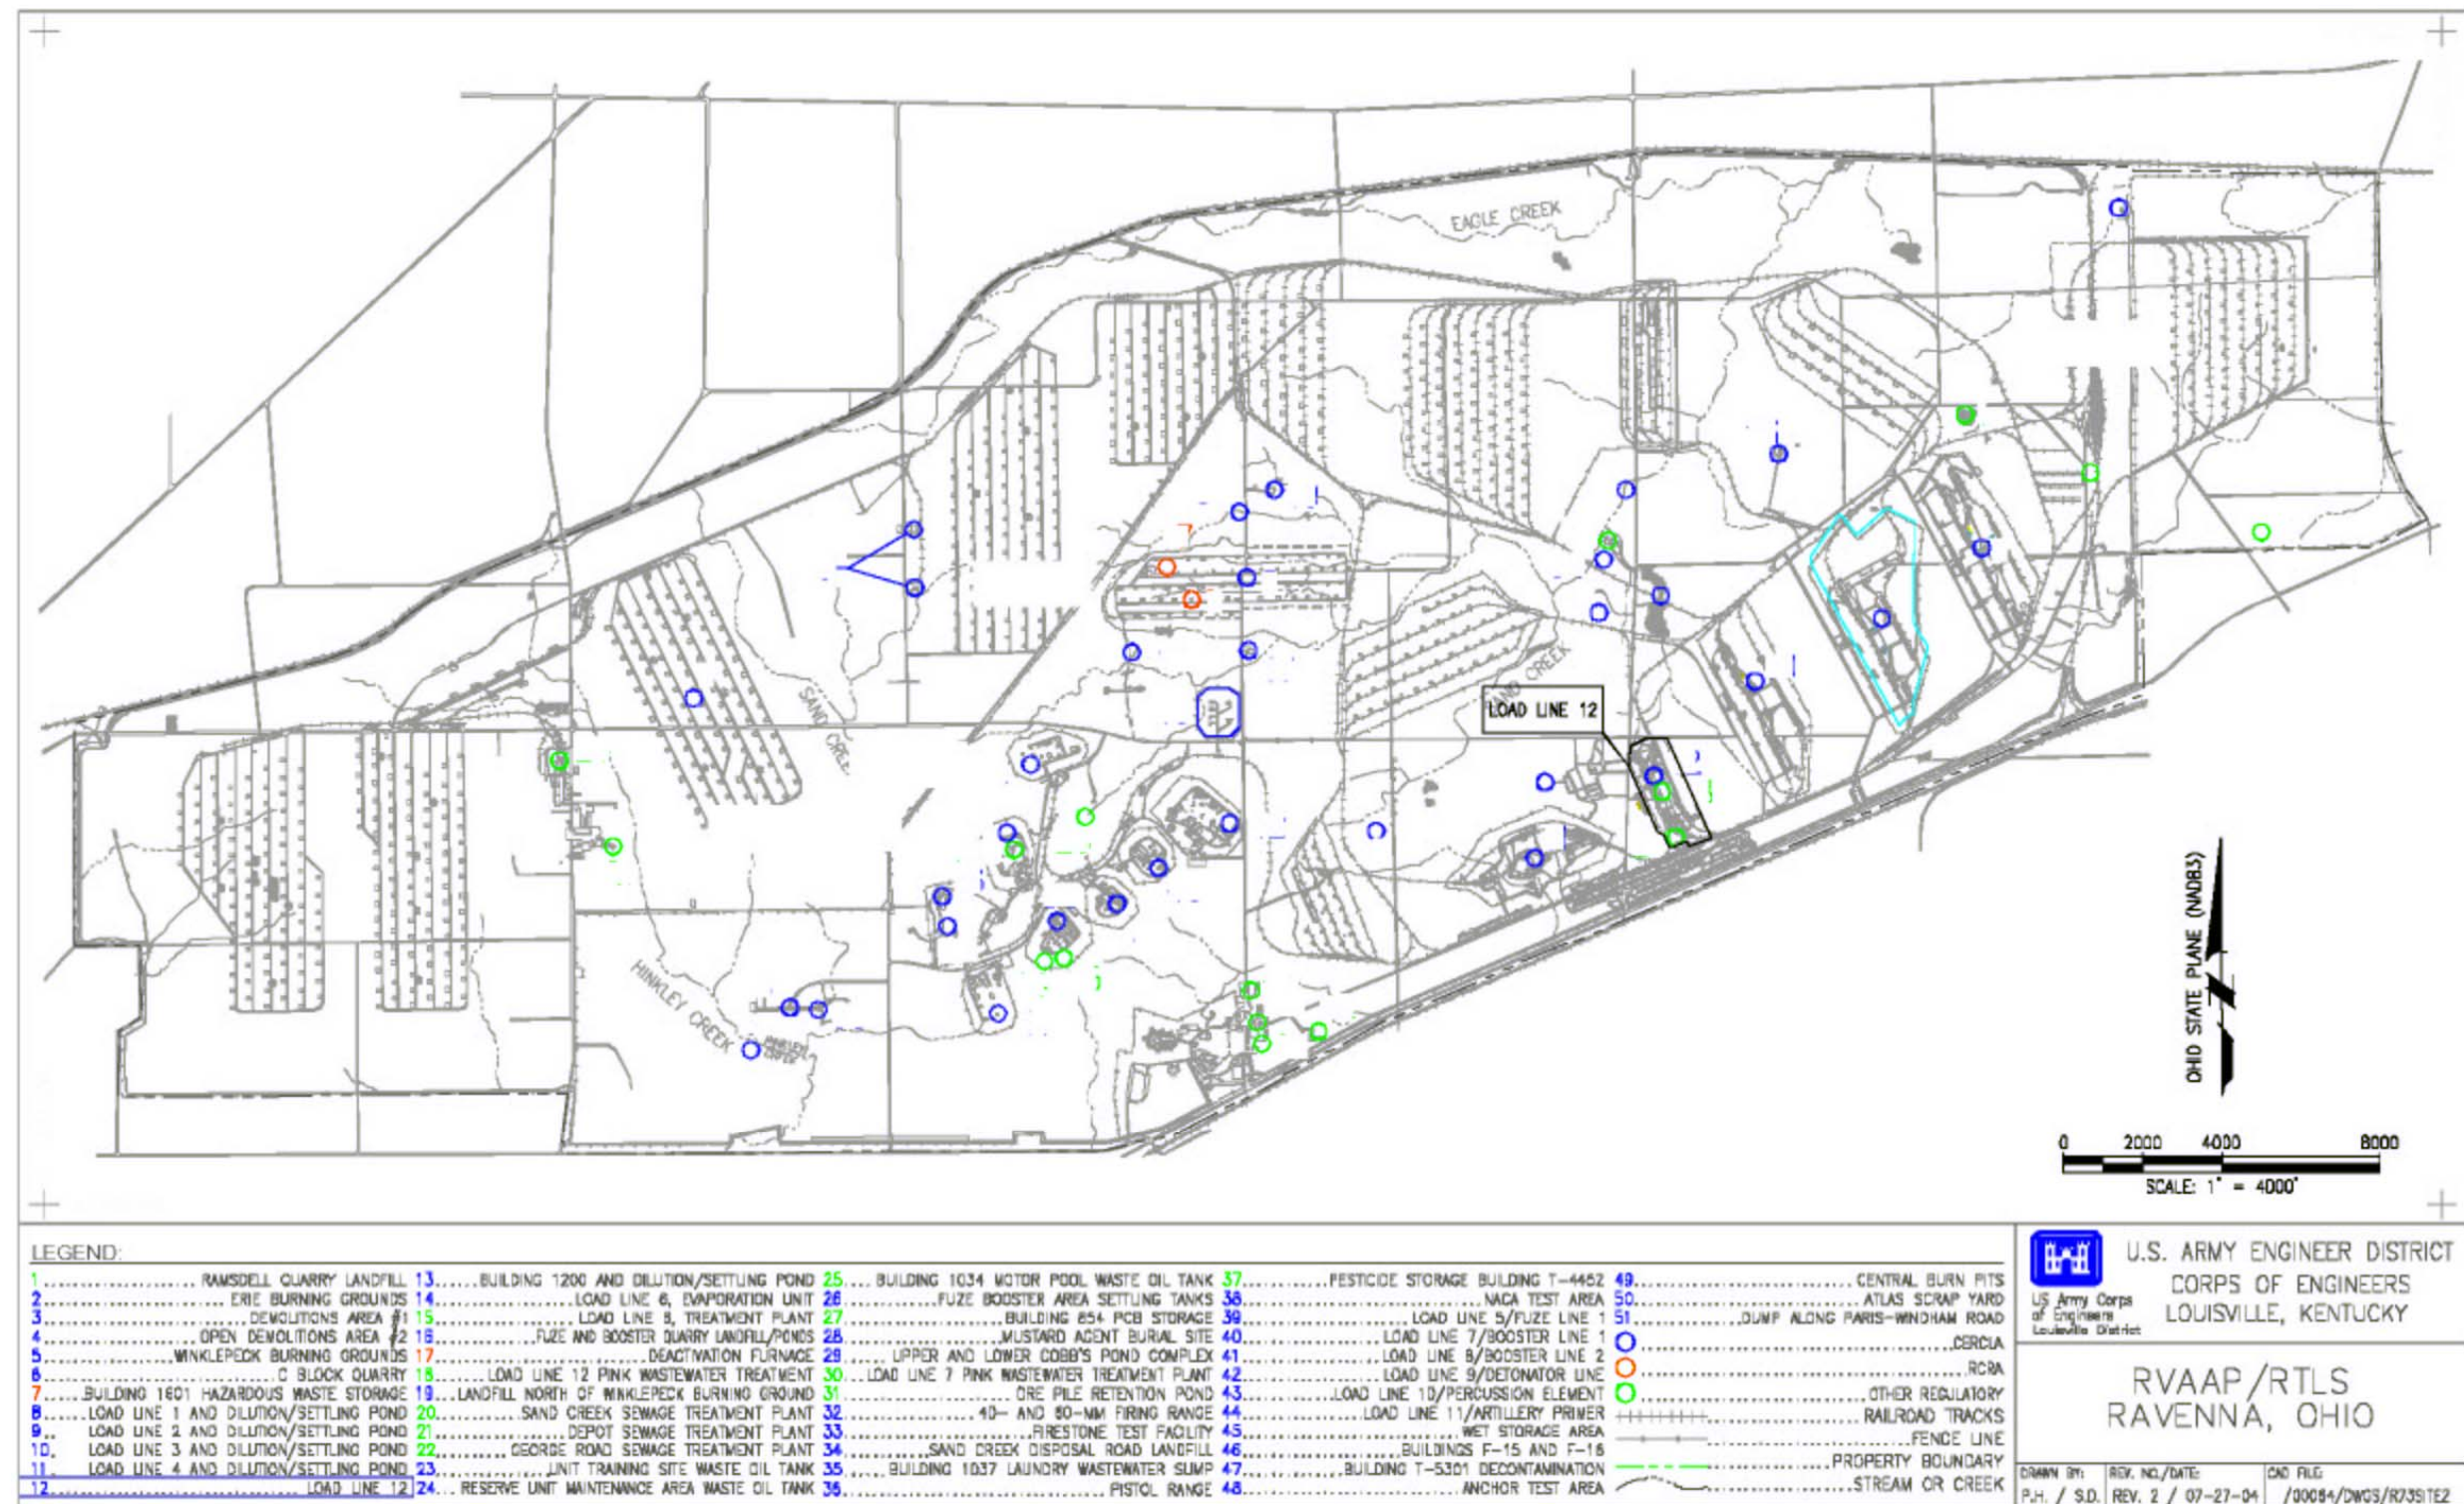 EAGLE CREEK
SAND CREEK
LOAD LINE 12
SAND CREEK
HINKLEY CREEK
OHIO STATE PLANE (NAD83)
0 2000 4000 8000
SCALE: 1" = 4000'
LEGEND:
1 RAMSDELL QUARRY LANDFILL
2 ERIE BURNING GROUNDS
3 DEMOLITIONS AREA #1
4 OPEN DEMOLITIONS AREA #2
5 WINKLEPECK BURNING GROUNDS
6 C BLOCK QUARRY
7 BUILDING 1601 HAZARDOUS WASTE STORAGE
8 LOAD LINE 1 AND DILUTION/SETTLING POND
9 LOAD LINE 2 AND DILUTION/SETTLING POND
10 LOAD LINE 3 AND DILUTION/SETTLING POND
11 LOAD LINE 4 AND DILUTION/SETTLING POND
12 LOAD LINE 12
13 BUILDING 1200 AND DILUTION/SETTLING POND
14 LOAD LINE 6, EVAPORATION UNIT
15 LOAD LINE 6, TREATMENT PLANT
16 FUZE AND BOOSTER QUARRY LANDFILL/PONDS
17 DEACTIVATION FURNACE
18 LOAD LINE 12 PINK WASTEWATER TREATMENT
19 LANDFILL NORTH OF WINKLEPECK BURNING GROUND
20 SAND CREEK SEWAGE TREATMENT PLANT
21 DEPOT SEWAGE TREATMENT PLANT
22 GEORGE ROAD SEWAGE TREATMENT PLANT
23 UNIT TRAINING SITE WASTE OIL TANK
24 RESERVE UNIT MAINTENANCE AREA WASTE OIL TANK
25 BUILDING 1034 MOTOR POOL WASTE OIL TANK
26 FUZE BOOSTER AREA SETTLING TANKS
27 BUILDING 854 PCB STORAGE
28 MUSTARD AGENT BURIAL SITE
29 UPPER AND LOWER COBB'S POND COMPLEX
30 LOAD LINE 7 PINK WASTEWATER TREATMENT PLANT
31 ORE PILE RETENTION POND
32 40- AND 60-MM FIRING RANGE
33 FIRESTONE TEST FACILITY
34 SAND CREEK DISPOSAL ROAD LANDFILL
35 BUILDING 1037 LAUNDRY WASTEWATER SUMP
36 PISTOL RANGE
37 PESTICIDE STORAGE BUILDING T-4452
38 NACA TEST AREA
39 LOAD LINE 5/FUZE LINE 1
40 LOAD LINE 7/BOOSTER LINE 1
41 LOAD LINE 8/BOOSTER LINE 2
42 LOAD LINE 9/DETONATOR LINE
43 LOAD LINE 10/PERCUSSION ELEMENT
44 LOAD LINE 11/ARTILLERY PRIMER
45 WET STORAGE AREA
46 BUILDINGS F-15 AND F-16
47 BUILDING T-5301 DECONTAMINATION
48 ANCHOR TEST AREA
49 CENTRAL BURN PITS
50 ATLAS SCRAP YARD
51 DUMP ALONG PARIS-WINDHAM ROAD
CERCLA
RCRA
OTHER REGULATORY
RAILROAD TRACKS
FENCE LINE
PROPERTY BOUNDARY
STREAM OR CREEK
US Army Corps
of Engineers
Louisville District
U.S. ARMY ENGINEER DISTRICT
CORPS OF ENGINEERS
LOUISVILLE, KENTUCKY
RVAAP/RTLS
RAVENNA, OHIO
DRAWN BY:
P.H. / S.D.
REV. NO./DATE:
REV. 2 / 07-27-04
CAD FILE:
/00064/DWGS/R73SITE2